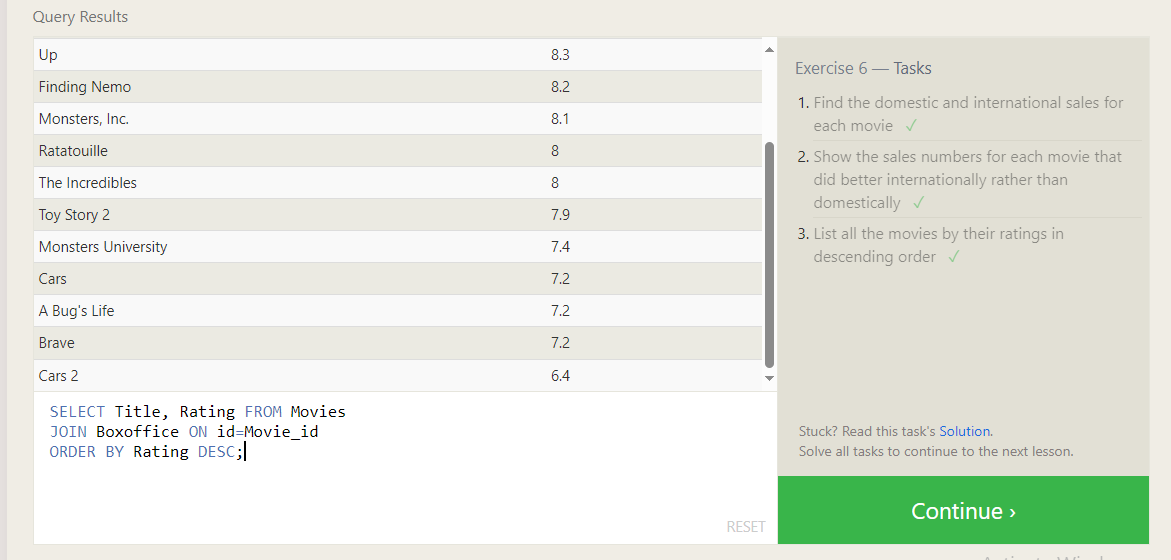 Query Results
Up 8.3
Finding Nemo 8.2
Monsters, Inc. 8.1
Ratatouille 8
The Incredibles 8
Toy Story 2 7.9
Monsters University 7.4
Cars 7.2
A Bug's Life 7.2
Brave 7.2
Cars 2 6.4
SELECT Title, Rating FROM Movies
JOIN Boxoffice ON id=Movie_id
ORDER BY Rating DESC;
RESET
Exercise 6 — Tasks
1. Find the domestic and international sales for
each movie ✓
2. Show the sales numbers for each movie that
did better internationally rather than
domestically ✓
3. List all the movies by their ratings in
descending order ✓
Stuck? Read this task's Solution.
Solve all tasks to continue to the next lesson.
Continue ›